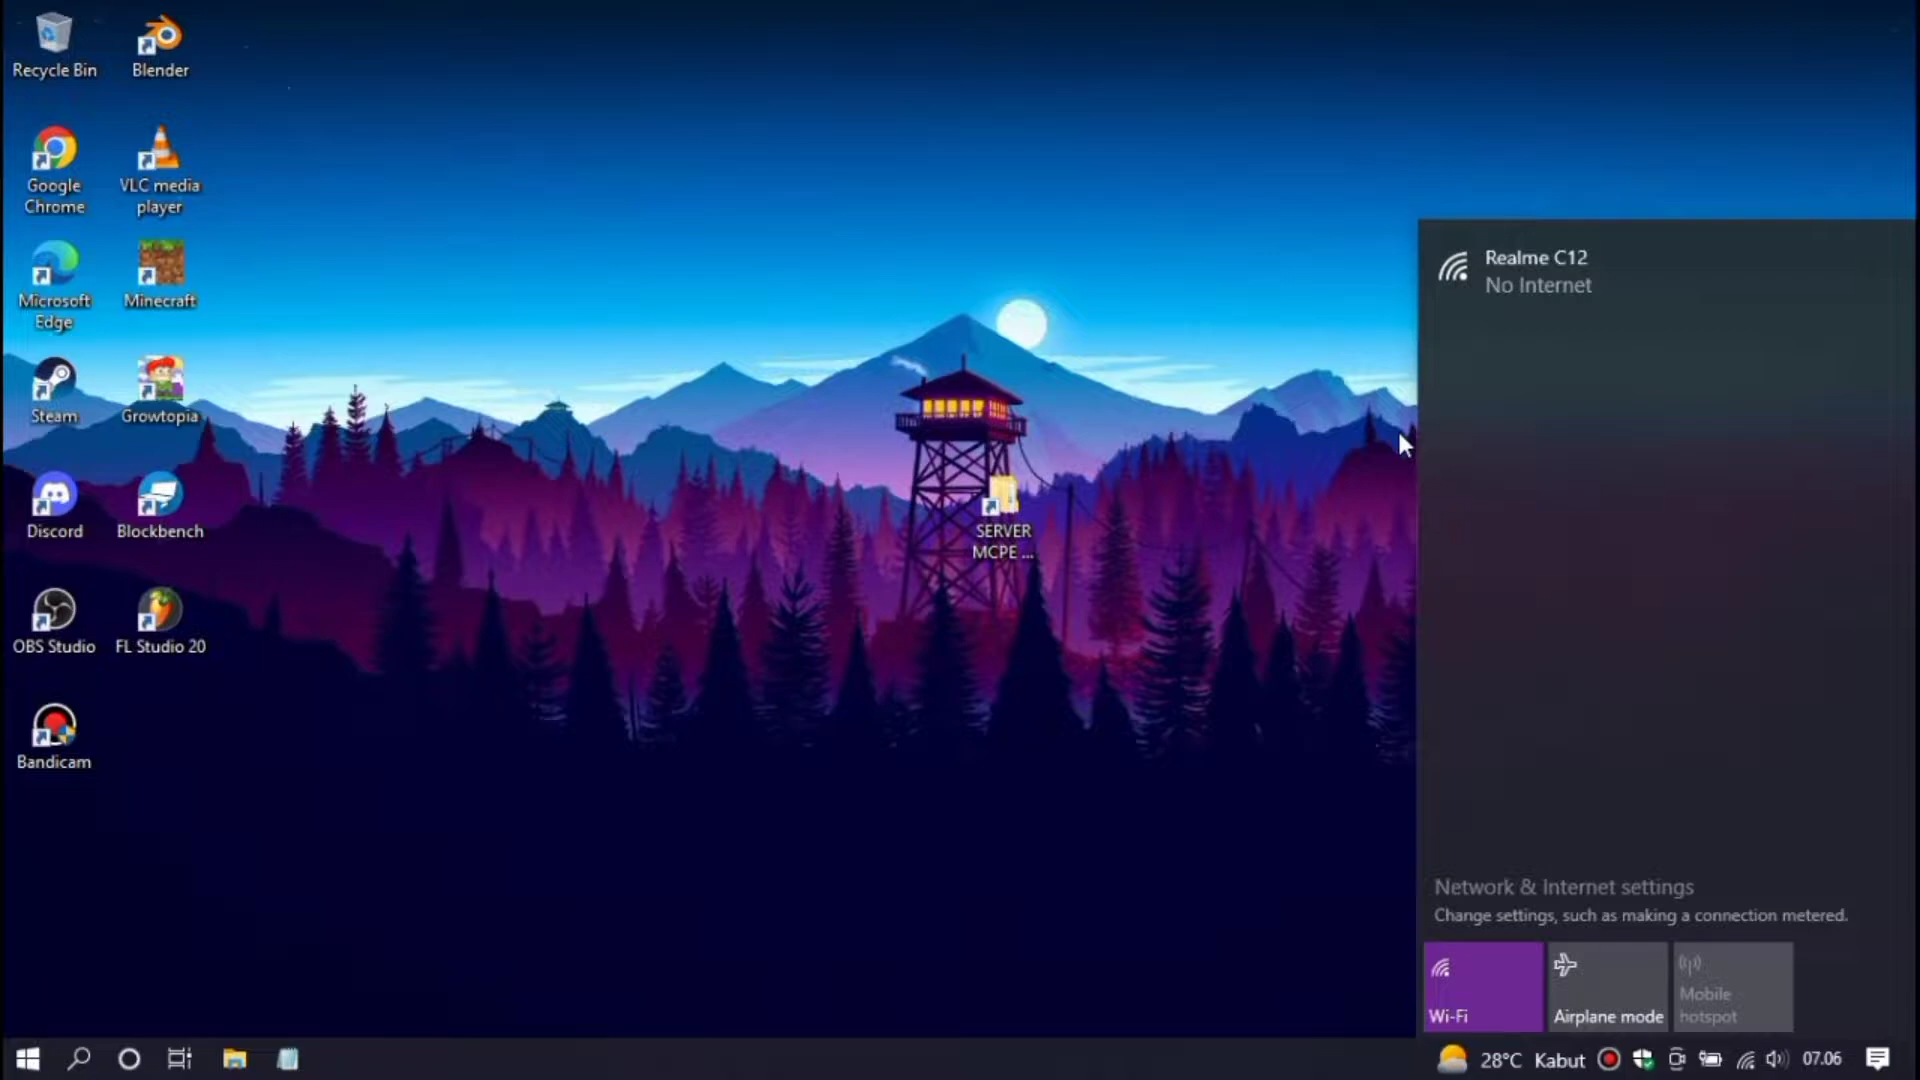 Recycle Bin
Blender
Google
Chrome
VLC media
player
Microsoft
Edge
Minecraft
Steam
Growtopia
Discord
Blockbench
OBS Studio
FL Studio 20
Bandicam
SERVER
MCPE ...
Realme C12
No Internet
Network & Internet settings
Change settings, such as making a connection metered.
Wi-Fi
Airplane mode
Mobile
hotspot
28°C Kabut
07.06